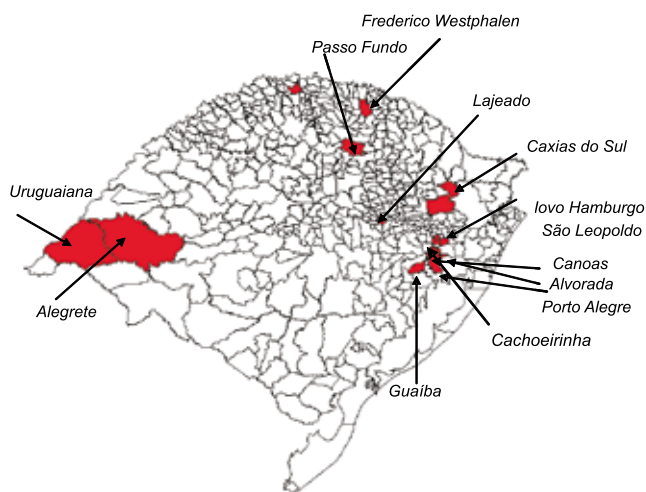 Frederico Westphalen
Passo Fundo
Lajeado
Caxias do Sul
Uruguaiana
lovo Hamburgo
São Leopoldo
Canoas
Alvorada
Alegrete
Porto Alegre
Cachoeirinha
Guaíba